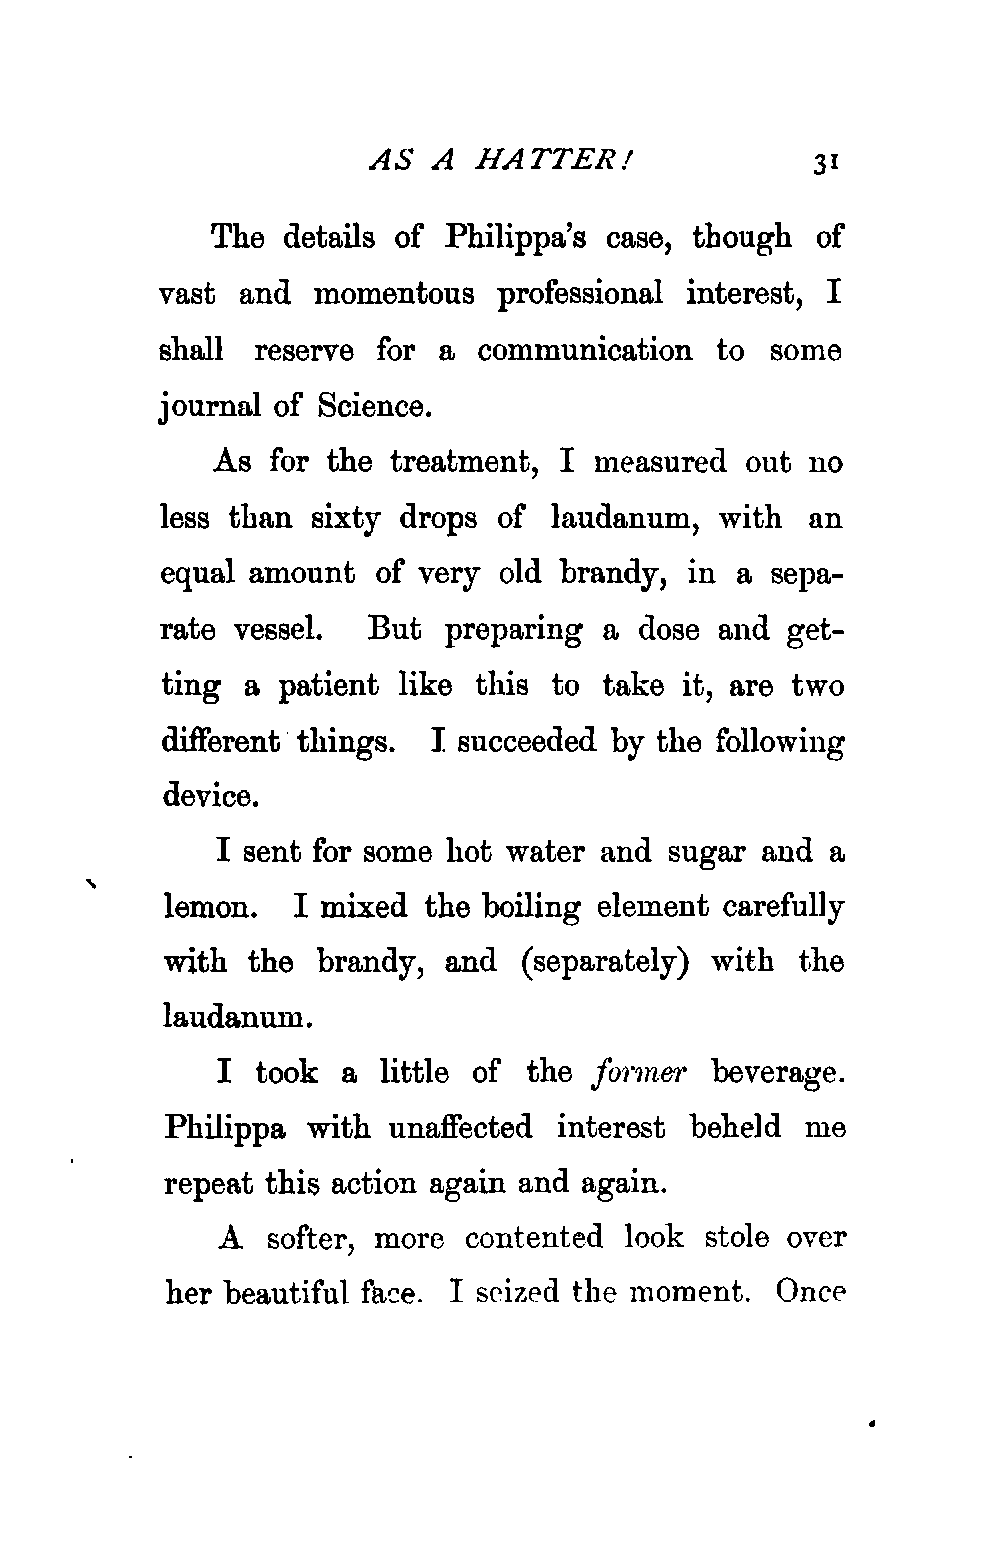 AS A HATTER! 31
The details of Philippa's case, though of
vast and momentous professional interest, I
shall reserve for a communication to some
journal of Science.
As for the treatment, I measured out no
less than sixty drops of laudanum, with an
equal amount of very old brandy, in a sepa-
rate vessel. But preparing a dose and get-
ting a patient like this to take it, are two
different things. I succeeded by the following
device.
I sent for some hot water and sugar and a
lemon. I mixed the boiling element carefully
with the brandy, and (separately) with the
laudanum.
I took a little of the former beverage.
Philippa with unaffected interest beheld me
repeat this action again and again.
A softer, more contented look stole over
her beautiful face. I seized the moment. Once